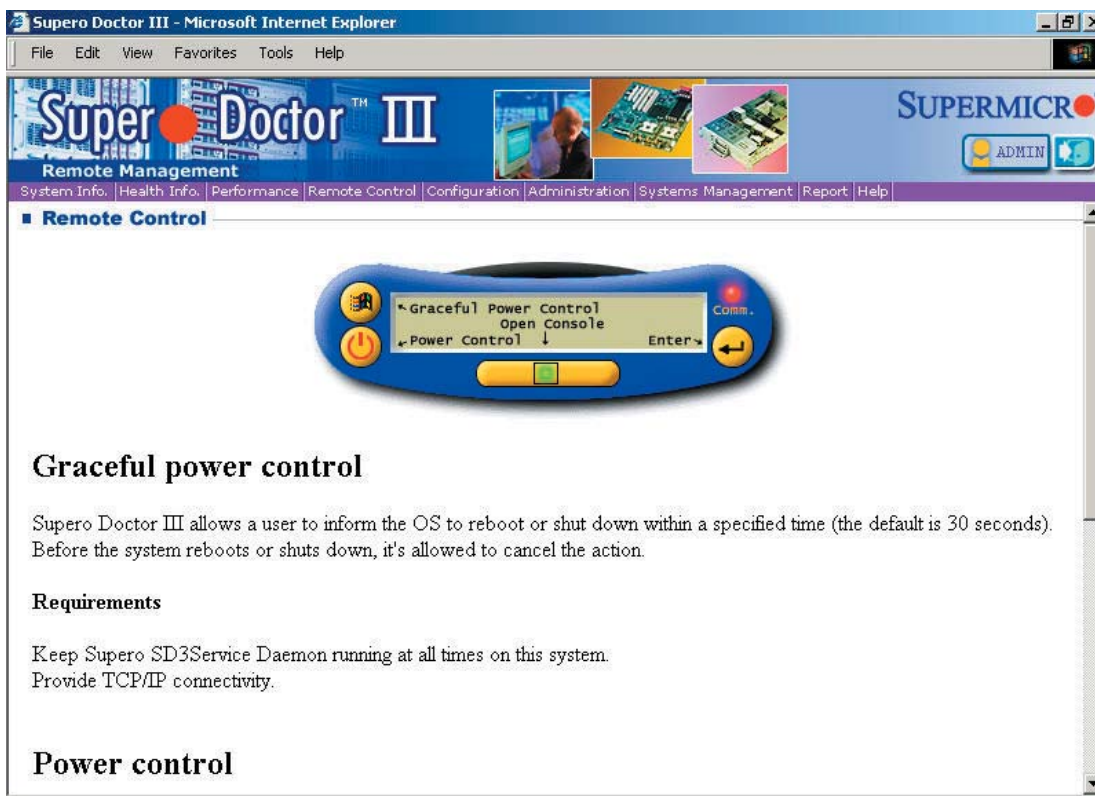 Supero Doctor III - Microsoft Internet Explorer
File Edit View Favorites Tools Help
Super Doctor™ III
Remote Management
SUPERMICR
ADMIN
System Info. | Health Info. | Performance | Remote Control | Configuration | Administration | Systems Management | Report | Help
Remote Control
Graceful Power Control
Open Console
Power Control
Enter
Comm.
Graceful power control
Supero Doctor III allows a user to inform the OS to reboot or shut down within a specified time (the default is 30 seconds).
Before the system reboots or shuts down, it's allowed to cancel the action.
Requirements
Keep Supero SD3Service Daemon running at all times on this system.
Provide TCP/IP connectivity.
Power control